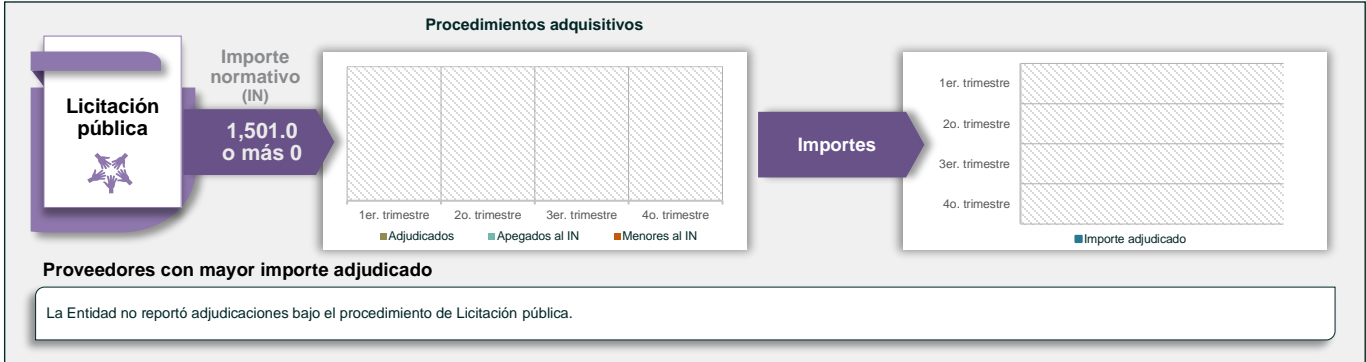 Procedimientos adquisitivos
Licitación
pública
Importe
normativo
(IN)
1,501.0
o más 0
1er. trimestre
2o. trimestre
3er. trimestre
4o. trimestre
Adjudicados
Apegados al IN
Menores al IN
Importes
1er. trimestre
2o. trimestre
3er. trimestre
4o. trimestre
Importe adjudicado
Proveedores con mayor importe adjudicado
La Entidad no reportó adjudicaciones bajo el procedimiento de Licitación pública.